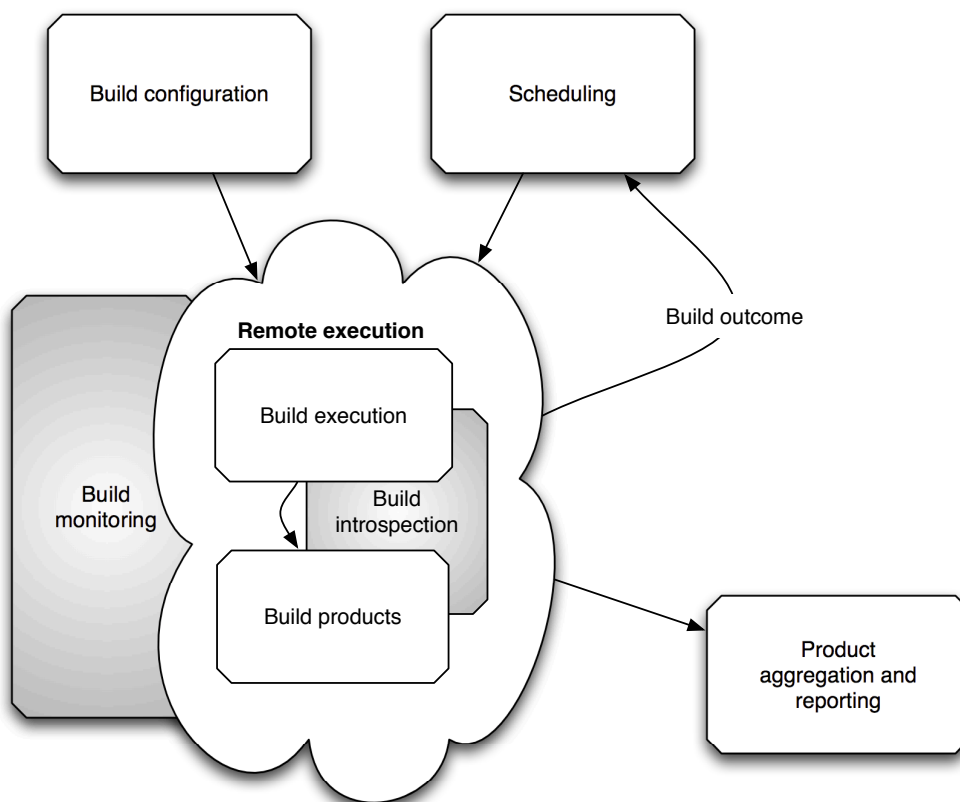 Build configuration
Scheduling
Build outcome
Remote execution
Build execution
Build
monitoring
Build
introspection
Build products
Product
aggregation and
reporting